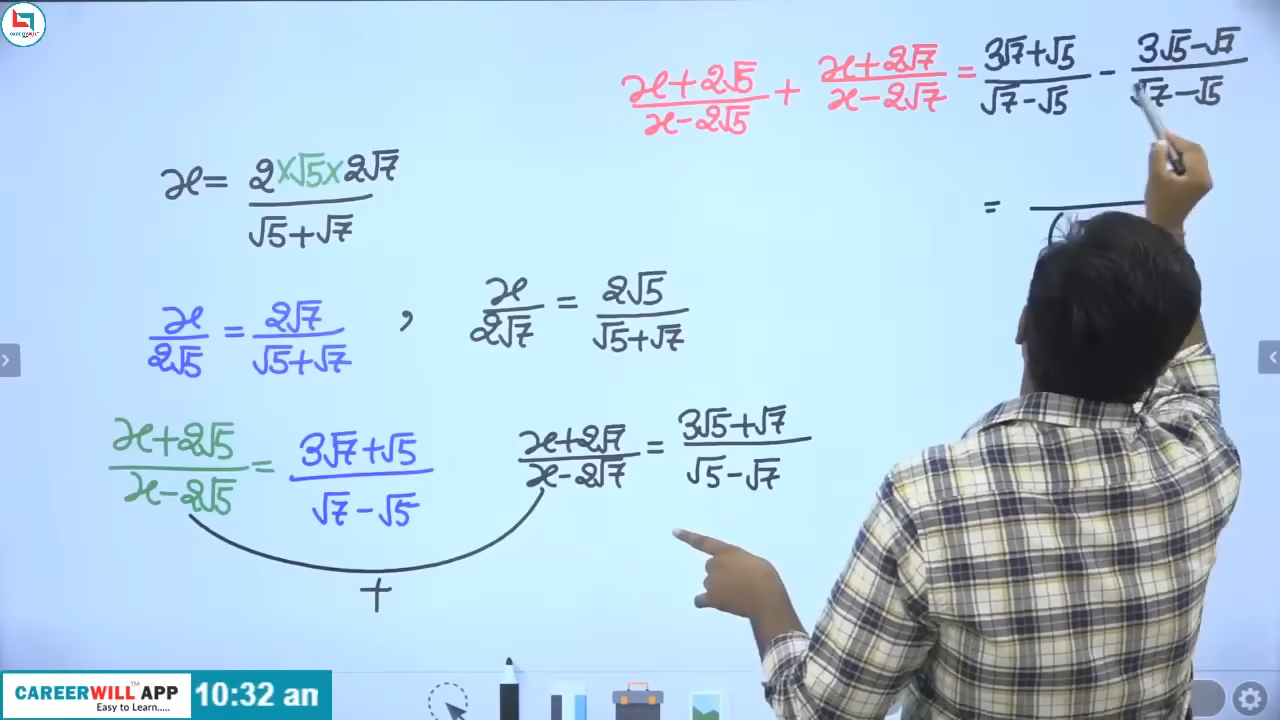 CAREERWILL
x+2√5/x-2√5 + x+2√7/x-2√7 = 3√7+√5/√7-√5 - 3√5-√7/√7-√5
x= 2×√5×2√7/√5+√7
=
x/2√5 = 2√7/√5+√7 , x/2√7 = 2√5/√5+√7
x+2√5/x-2√5 = 3√7+√5/√7-√5
x+2√7/x-2√7 = 3√5+√7/√5-√7
+
CAREERWILL™ APP
Easy to Learn.....
10:32 an